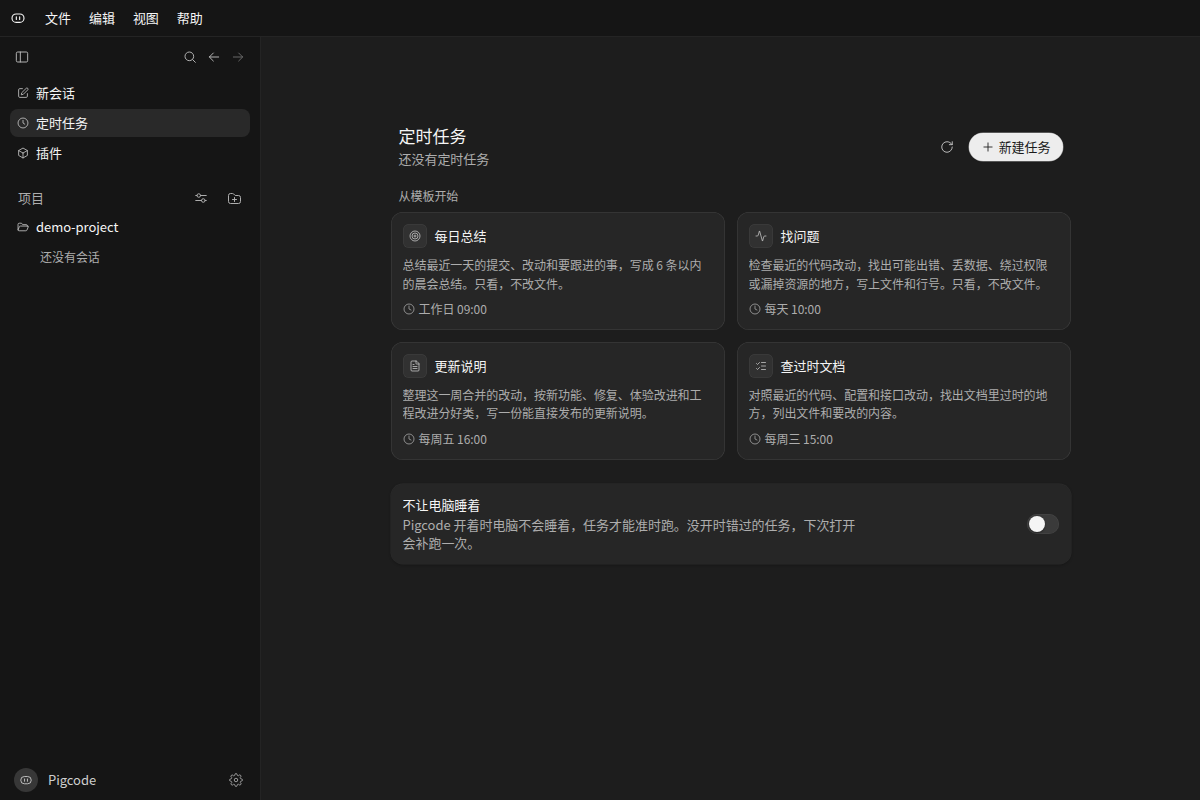 文件 编辑 视图 帮助
新会话
定时任务
插件
项目
demo-project
还没有会话
Pigcode
定时任务
还没有定时任务
新建任务
从模板开始
每日总结
总结最近一天的提交、改动和要跟进的事，写成 6 条以内
的晨会总结。只看，不改文件。
工作日 09:00
找问题
检查最近的代码改动，找出可能出错、丢数据、绕过权限
或漏掉资源的地方，写上文件和行号。只看，不改文件。
每天 10:00
更新说明
整理这一周合并的改动，按新功能、修复、体验改进和工
程改进分好类，写一份能直接发布的更新说明。
每周五 16:00
查过时文档
对照最近的代码、配置和接口改动，找出文档里过时的地
方，列出文件和要改的内容。
每周三 15:00
不让电脑睡着
Pigcode 开着时电脑不会睡着，任务才能准时跑。没开时错过的任务，下次打开
会补跑一次。